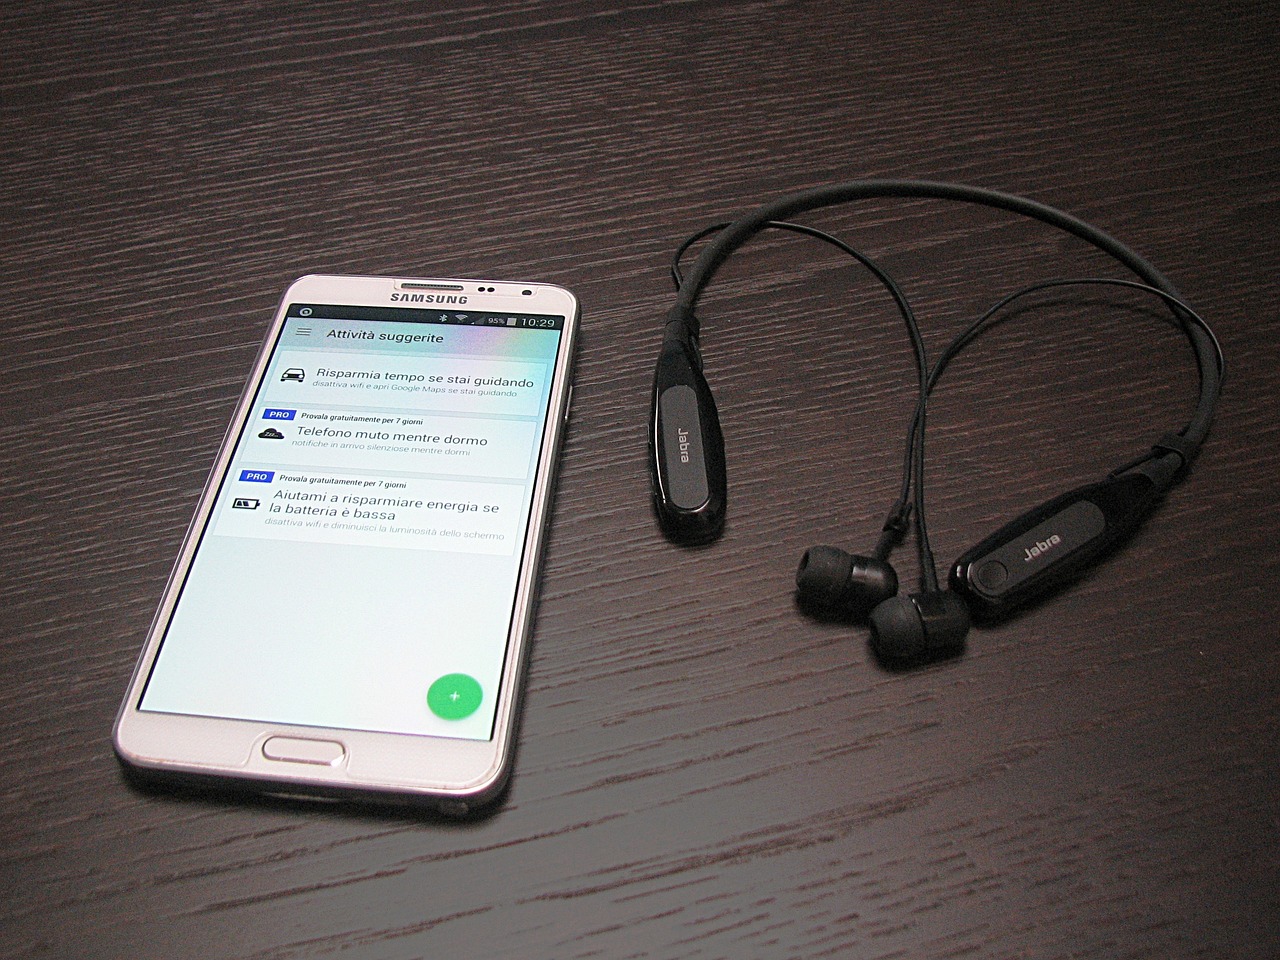 SAMSUNG
95% 10:29
Attività suggerite
Risparmia tempo se stai guidando
disattiva wifi e apri Google Maps se stai guidando
PRO Provala gratuitamente per 7 giorni
Zzz...
Telefono muto mentre dormo
notifiche in arrivo silenziose mentre dormi
PRO Provala gratuitamente per 7 giorni
Aiutami a risparmiare energia se
la batteria è bassa
disattiva wifi e diminuisci la luminosità dello schermo
+
Jabra
Jabra